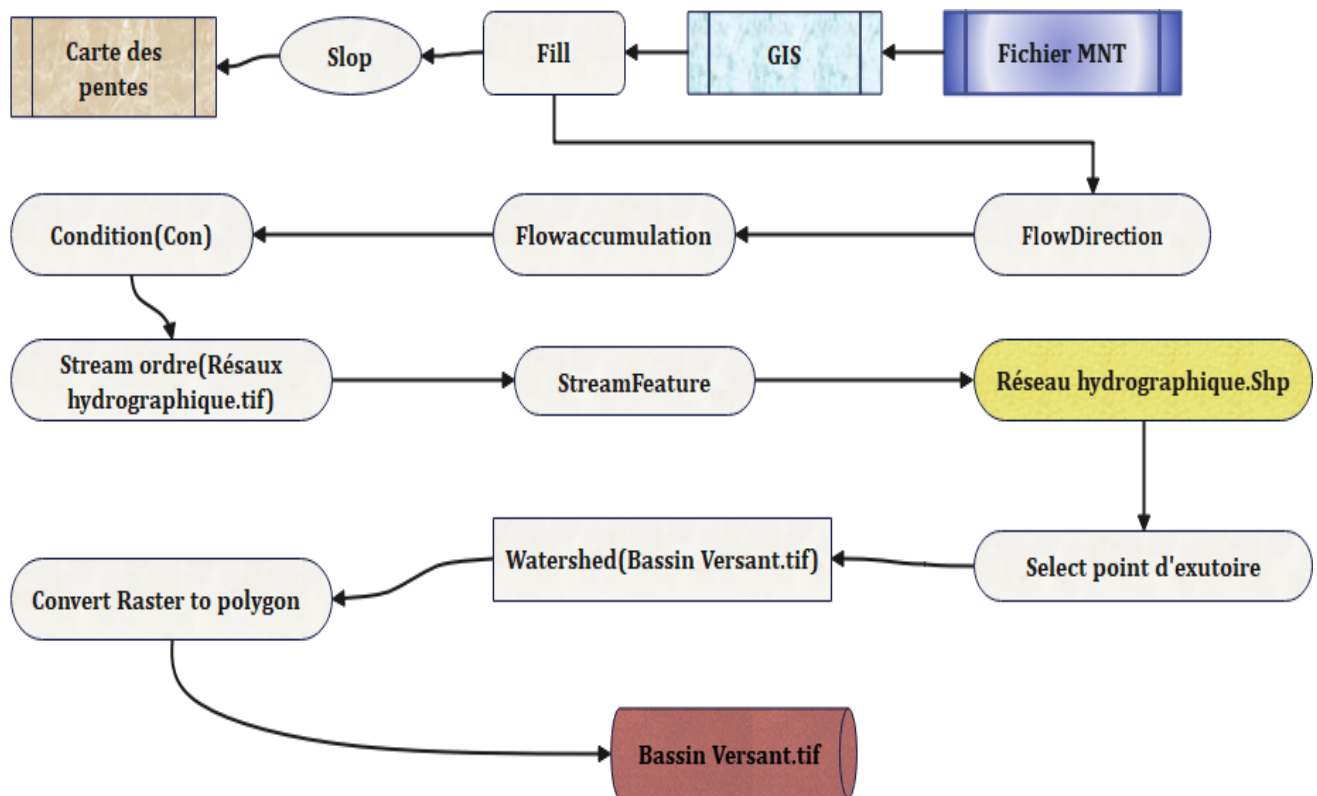 Carte des
pentes
Slop
Fill
GIS
Fichier MNT
Condition(Con)
Flowaccumulation
FlowDirection
Stream ordre(Résaux
hydrographique.tif)
StreamFeature
Réseau hydrographique.Shp
Convert Raster to polygon
Watershed(Bassin Versant.tif)
Select point d'exutoire
Bassin Versant.tif